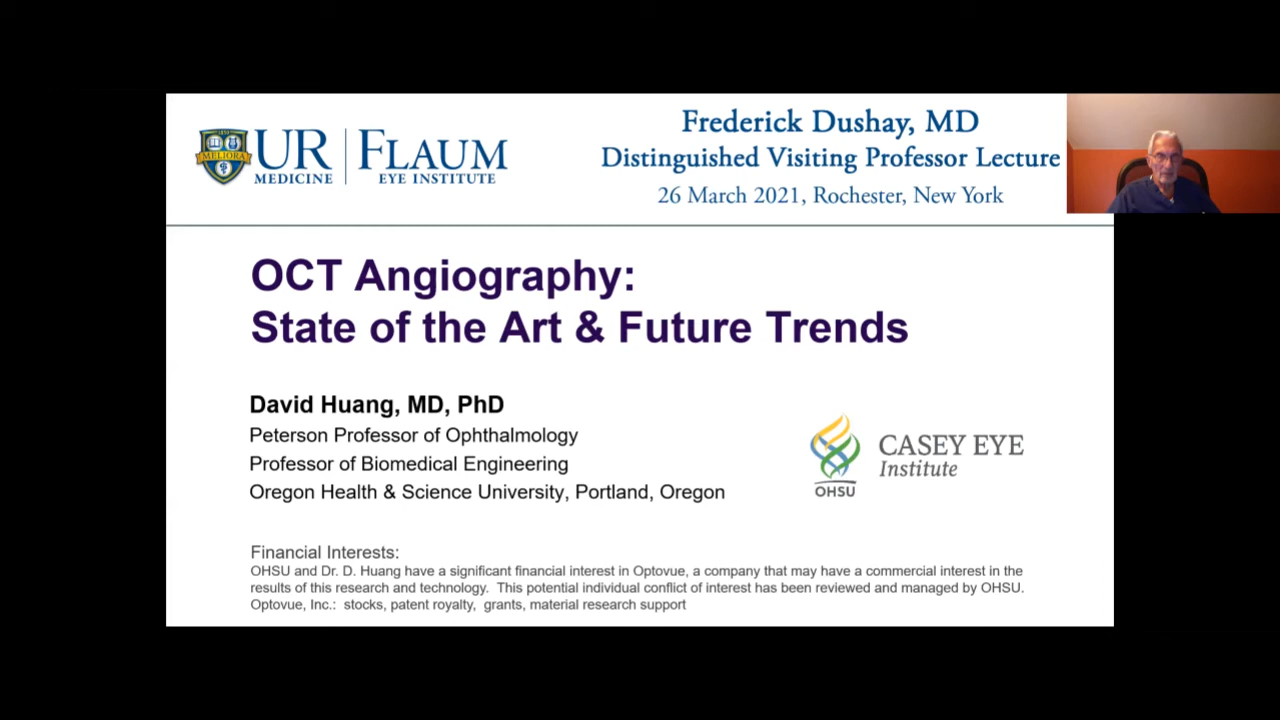 MELIORA
UR
MEDICINE
FLAUM
EYE INSTITUTE
Frederick Dushay, MD
Distinguished Visiting Professor Lecture
26 March 2021, Rochester, New York
OCT Angiography:
State of the Art & Future Trends
David Huang, MD, PhD
Peterson Professor of Ophthalmology
Professor of Biomedical Engineering
Oregon Health & Science University, Portland, Oregon
OHSU
CASEY EYE
Institute
Financial Interests:
OHSU and Dr. D. Huang have a significant financial interest in Optovue, a company that may have a commercial interest in the
results of this research and technology. This potential individual conflict of interest has been reviewed and managed by OHSU.
Optovue, Inc.: stocks, patent royalty, grants, material research support